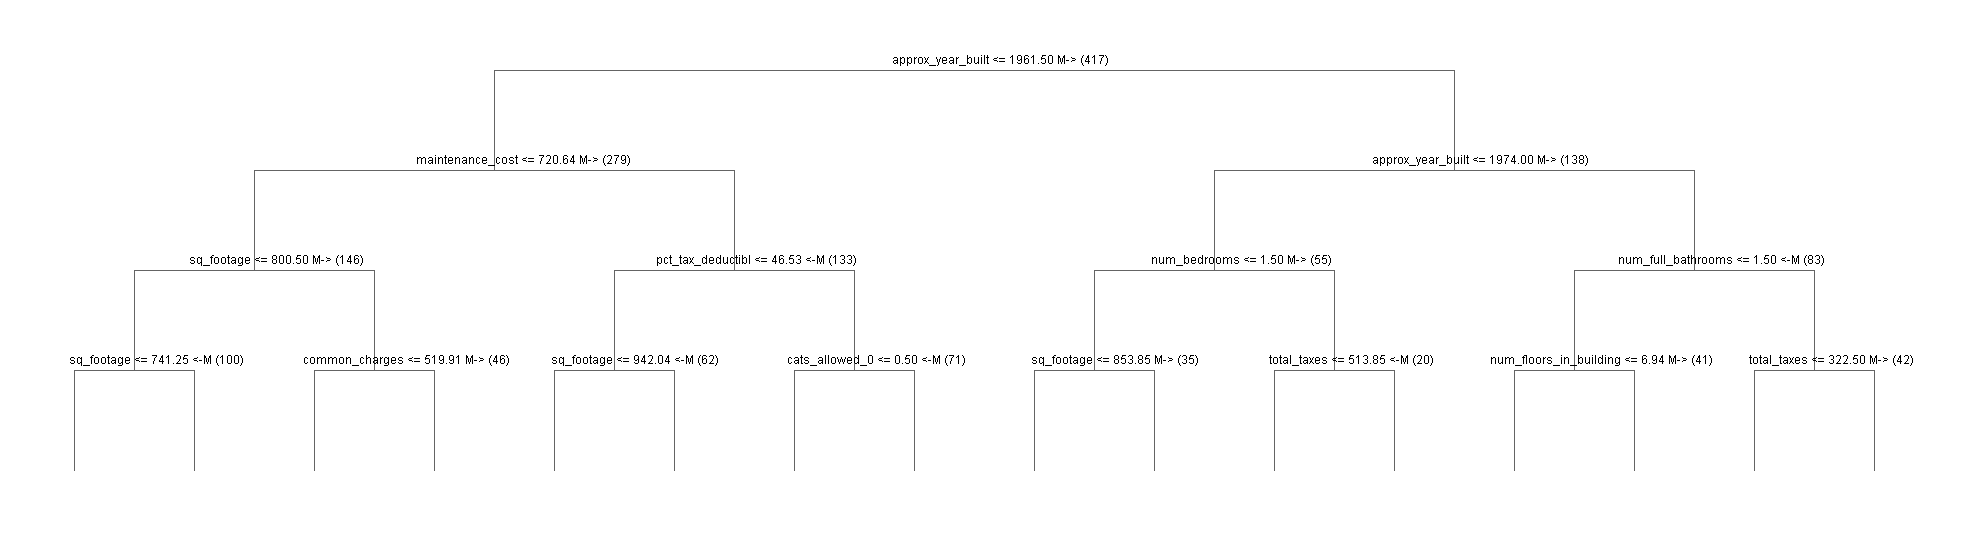 approx_year_built <= 1961.50 M-> (417)
maintenance_cost <= 720.64 M-> (279)
approx_year_built <= 1974.00 M-> (138)
sq_footage <= 800.50 M-> (146)
pct_tax_deductibl <= 46.53 <-M (133)
num_bedrooms <= 1.50 M-> (55)
num_full_bathrooms <= 1.50 <-M (83)
sq_footage <= 741.25 <-M (100)
common_charges <= 519.91 M-> (46)
sq_footage <= 942.04 <-M (62)
cats_allowed_0 <= 0.50 <-M (71)
sq_footage <= 853.85 M-> (35)
total_taxes <= 513.85 <-M (20)
num_floors_in_building <= 6.94 M-> (41)
total_taxes <= 322.50 M-> (42)